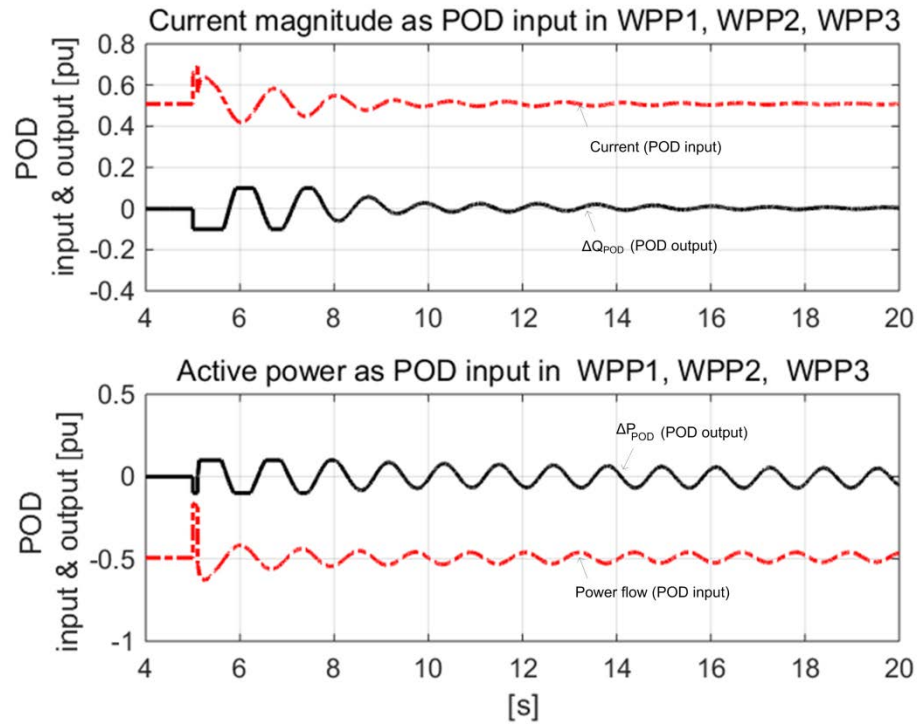 Current magnitude as POD input in WPP1, WPP2, WPP3
POD
input & output [pu]
0.8
0.6
0.4
0.2
0
-0.2
-0.4
Current (POD input)
ΔQPOD (POD output)
4
6
8
10
12
14
16
18
20
Active power as POD input in WPP1, WPP2, WPP3
POD
input & output [pu]
0.5
0
-0.5
-1
ΔPPOD (POD output)
Power flow (POD input)
4
6
8
10
12
14
16
18
20
[s]